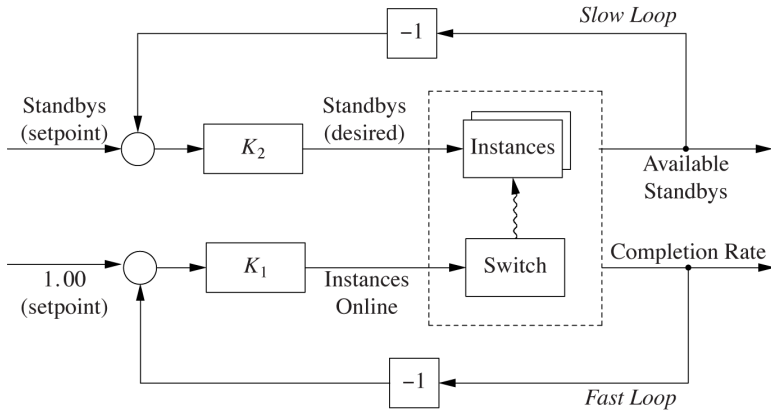 Slow Loop
−1
Standbys
(setpoint)
K2
Standbys
(desired)
Instances
Available
Standbys
1.00
(setpoint)
K1
Instances
Online
Switch
Completion Rate
−1
Fast Loop